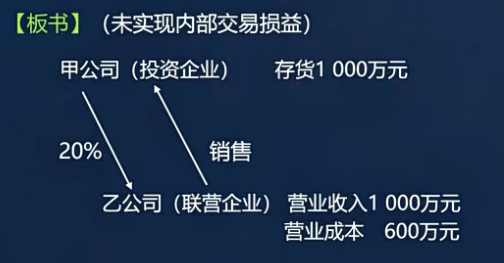 【板书】（未实现内部交易损益）
甲公司（投资企业） 存货1 000万元
20% 销售
乙公司（联营企业） 营业收入1 000万元
营业成本 600万元